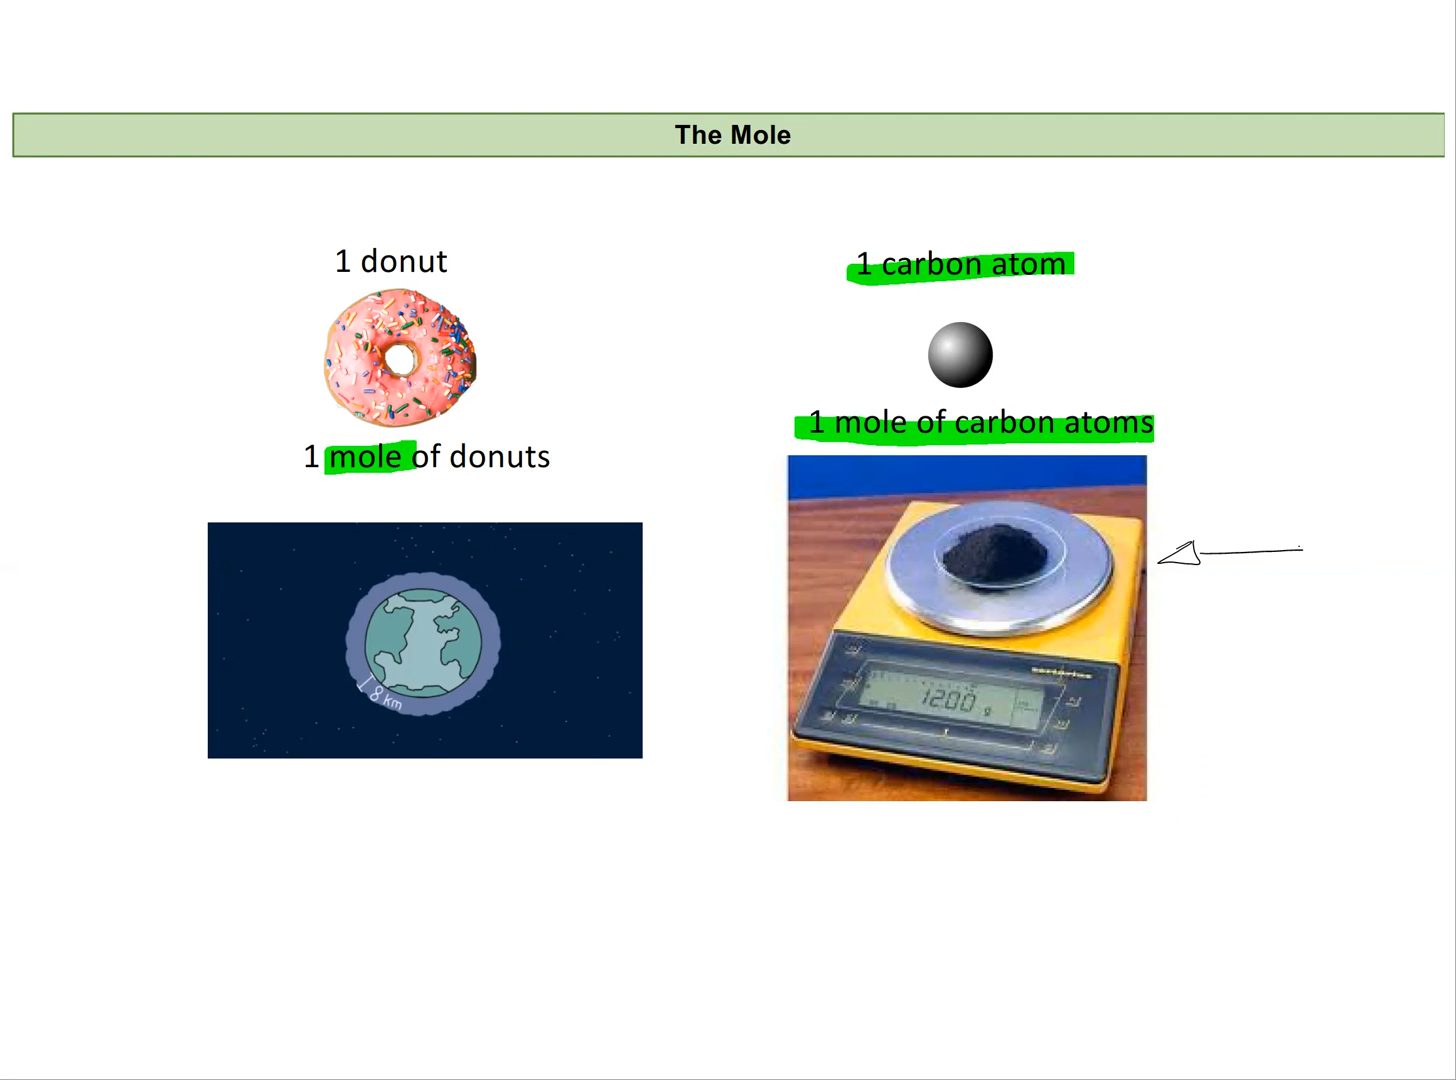 The Mole
1 donut
1 mole of donuts
8 km
1 carbon atom
1 mole of carbon atoms
sartorius
12.00 g